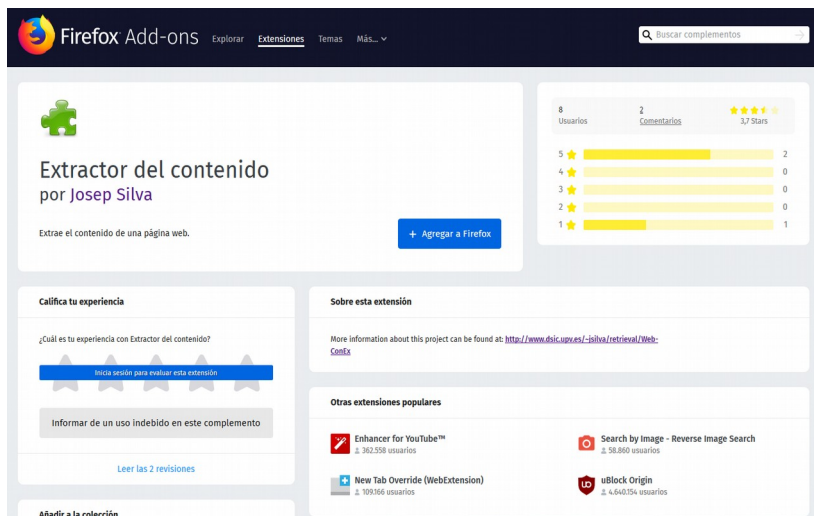 Firefox Add-ons Explorar Extensiones Temas Más...
Buscar complementos
Extractor del contenido
por Josep Silva
Extrae el contenido de una página web.
+ Agregar a Firefox
8 2
Usuarios Comentarios 3,7 Stars
5 2
4 0
3 0
2 0
1 1
Califica tu experiencia
¿Cuál es tu experiencia con Extractor del contenido?
Inicia sesión para evaluar esta extensión
Informar de un uso indebido en este complemento
Leer las 2 revisiones
Añadir a la colección
Sobre esta extensión
More information about this project can be found at: http://www.dsic.upv.es/~jsilva/retrieval/Web-
ConEx
Otras extensiones populares
Enhancer for YouTube™
362.558 usuarios
Search by Image - Reverse Image Search
58.860 usuarios
New Tab Override (WebExtension)
109.166 usuarios
uBlock Origin
4.640.154 usuarios